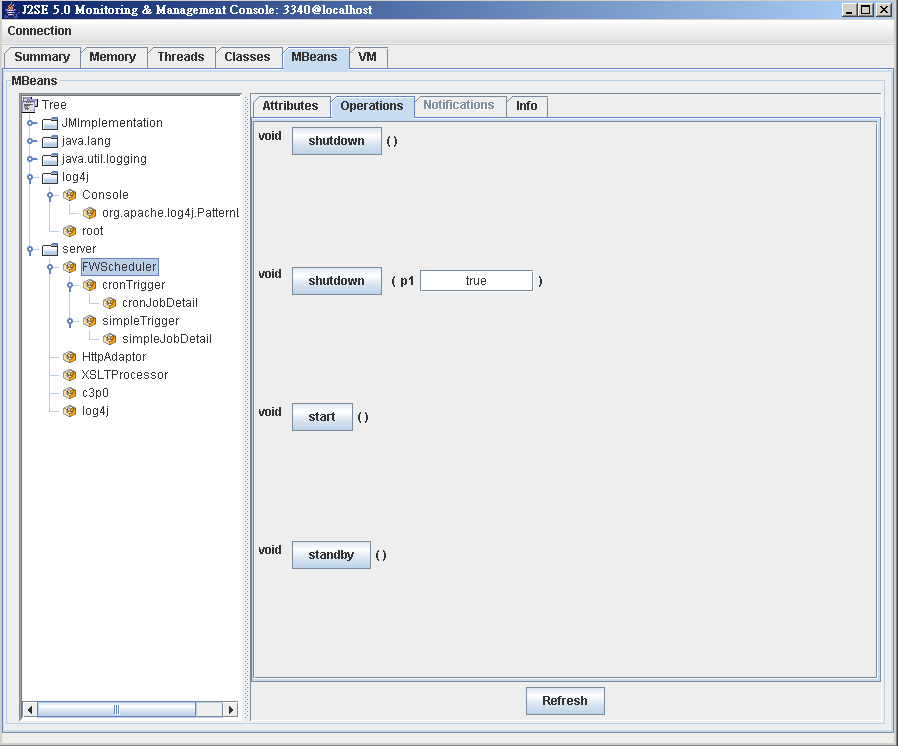 J2SE 5.0 Monitoring & Management Console: 3340@localhost
Connection
Summary Memory Threads Classes MBeans VM
MBeans
Tree
JMImplementation
java.lang
java.util.logging
log4j
Console
org.apache.log4j.PatternL
root
server
FWScheduler
cronTrigger
cronJobDetail
simpleTrigger
simpleJobDetail
HttpAdaptor
XSLTProcessor
c3p0
log4j
Attributes Operations Notifications Info
void shutdown ()
void shutdown ( p1 true )
void start ()
void standby ()
Refresh